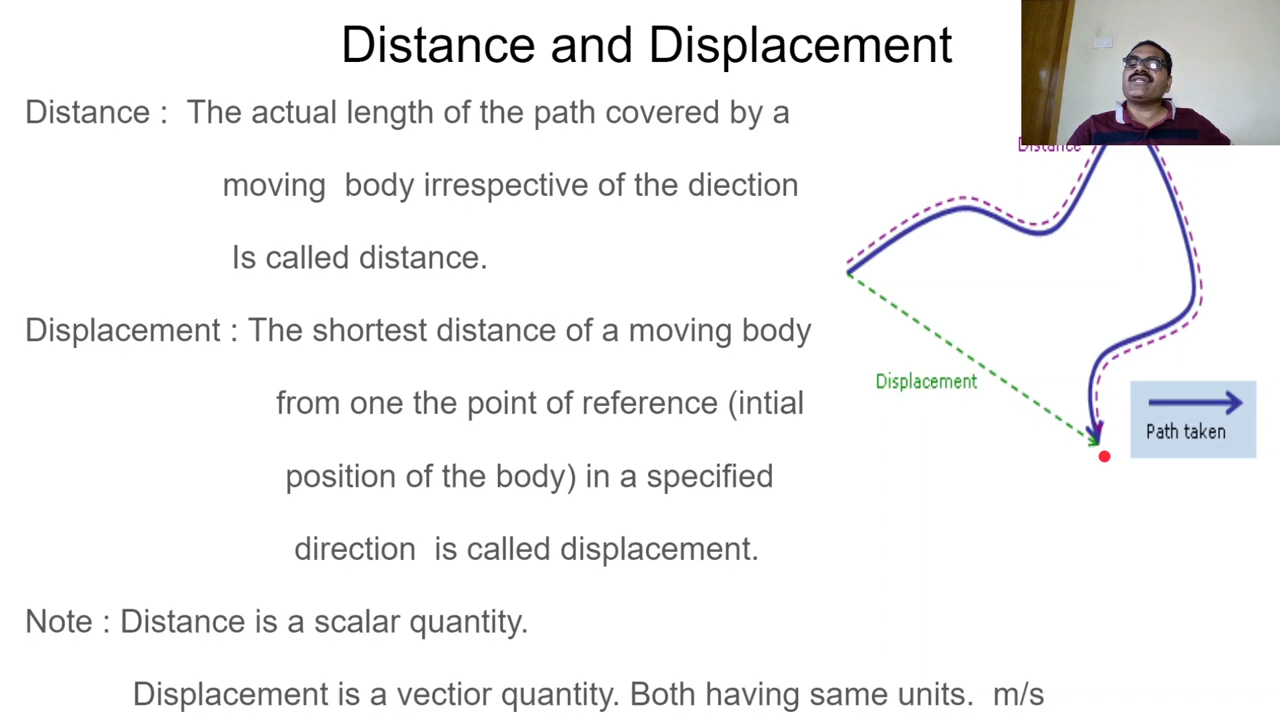 Distance and Displacement
Distance : The actual length of the path covered by a
moving body irrespective of the diection
Is called distance.
Displacement : The shortest distance of a moving body
from one the point of reference (intial
position of the body) in a specified
direction is called displacement.
Note : Distance is a scalar quantity.
Displacement is a vectior quantity. Both having same units. m/s
Distance
Displacement
Path taken